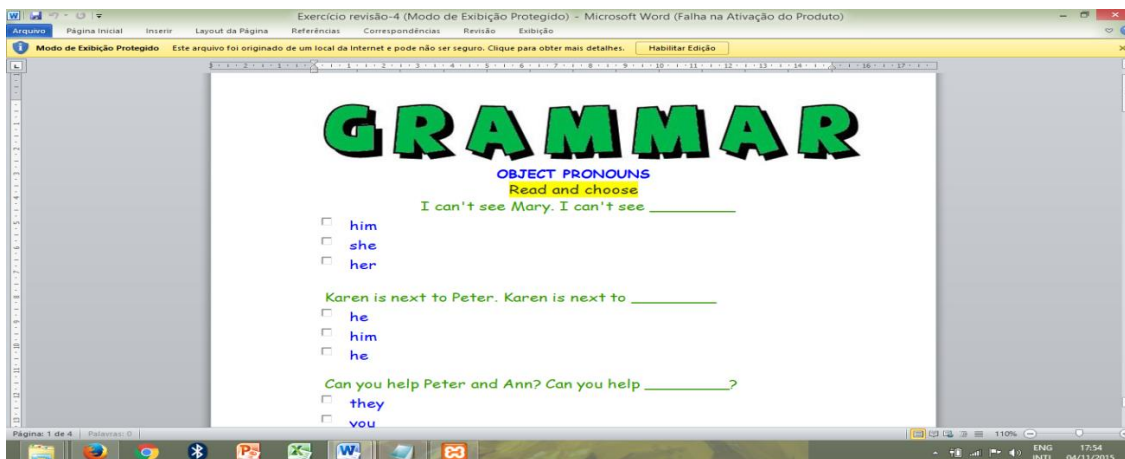 Exercício revisão-4 (Modo de Exibição Protegido) - Microsoft Word (Falha na Ativação do Produto)
Arquivo Página Inicial Inserir Layout da Página Referências Correspondências Revisão Exibição
Modo de Exibição Protegido Este arquivo foi originado de um local da Internet e pode não ser seguro. Clique para obter mais detalhes. Habilitar Edição
GRAMMAR
OBJECT PRONOUNS
Read and choose
I can't see Mary. I can't see __________
him
she
her
Karen is next to Peter. Karen is next to __________
he
him
he
Can you help Peter and Ann? Can you help __________?
they
you
Página: 1 de 4 Palavras: 0 110%
ENG 17:54
INTL 04/11/2015